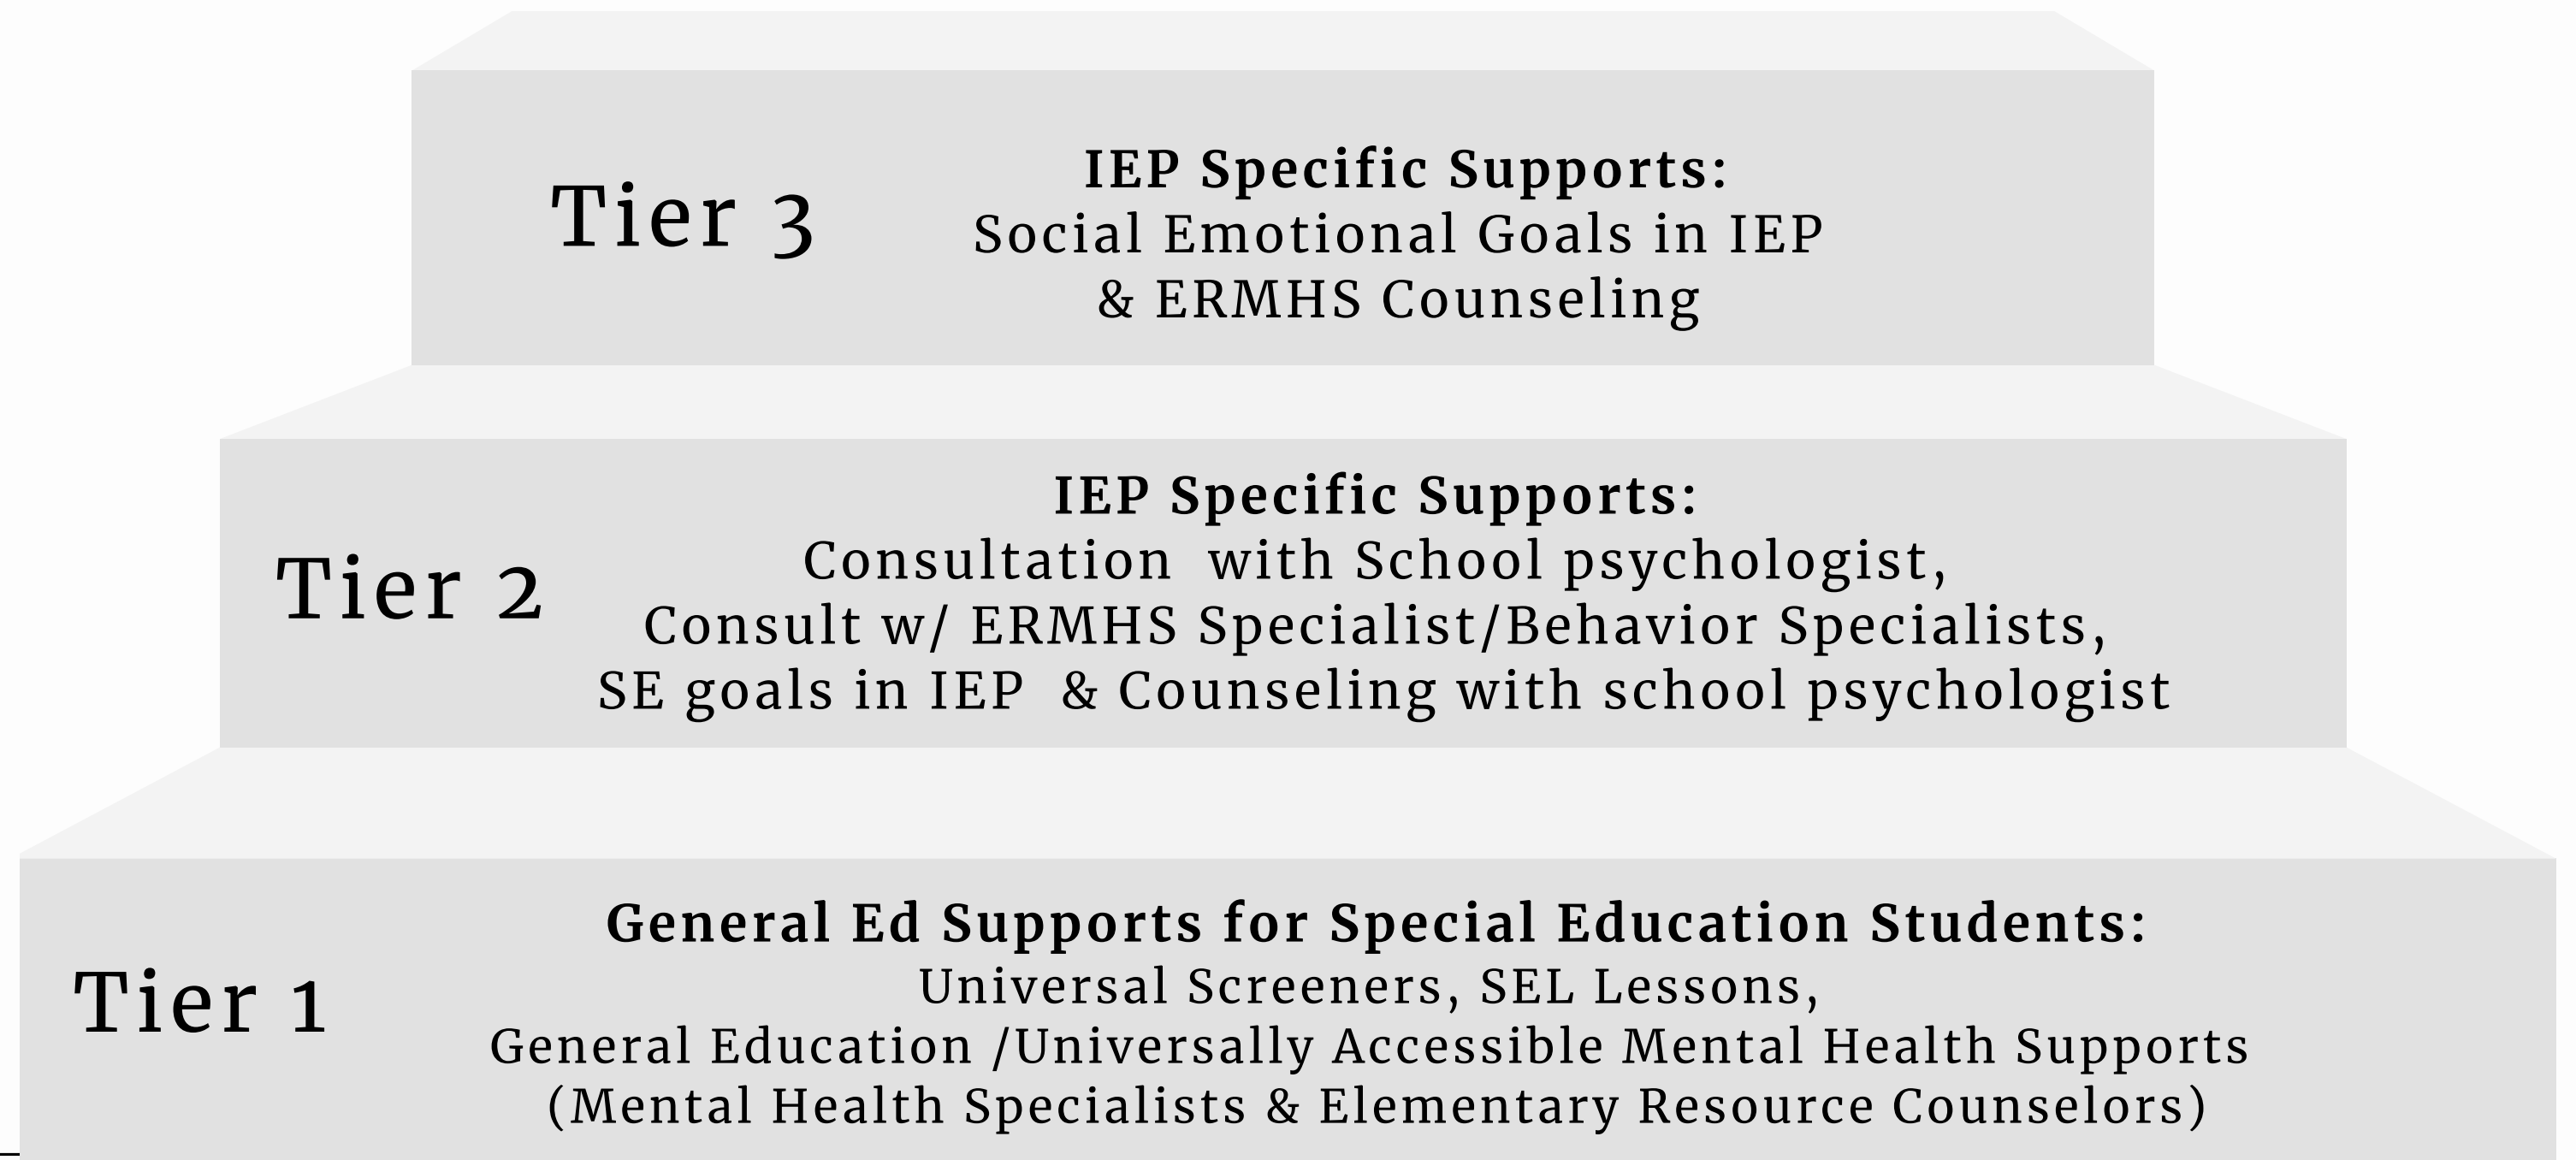 Tier 3
IEP Specific Supports:
Social Emotional Goals in IEP
& ERMHS Counseling
Tier 2
IEP Specific Supports:
Consultation  with School psychologist,
Consult w/ ERMHS Specialist/Behavior Specialists,
SE goals in IEP  & Counseling with school psychologist
Tier 1
General Ed Supports for Special Education Students:
Universal Screeners, SEL Lessons,
General Education /Universally Accessible Mental Health Supports
(Mental Health Specialists & Elementary Resource Counselors)